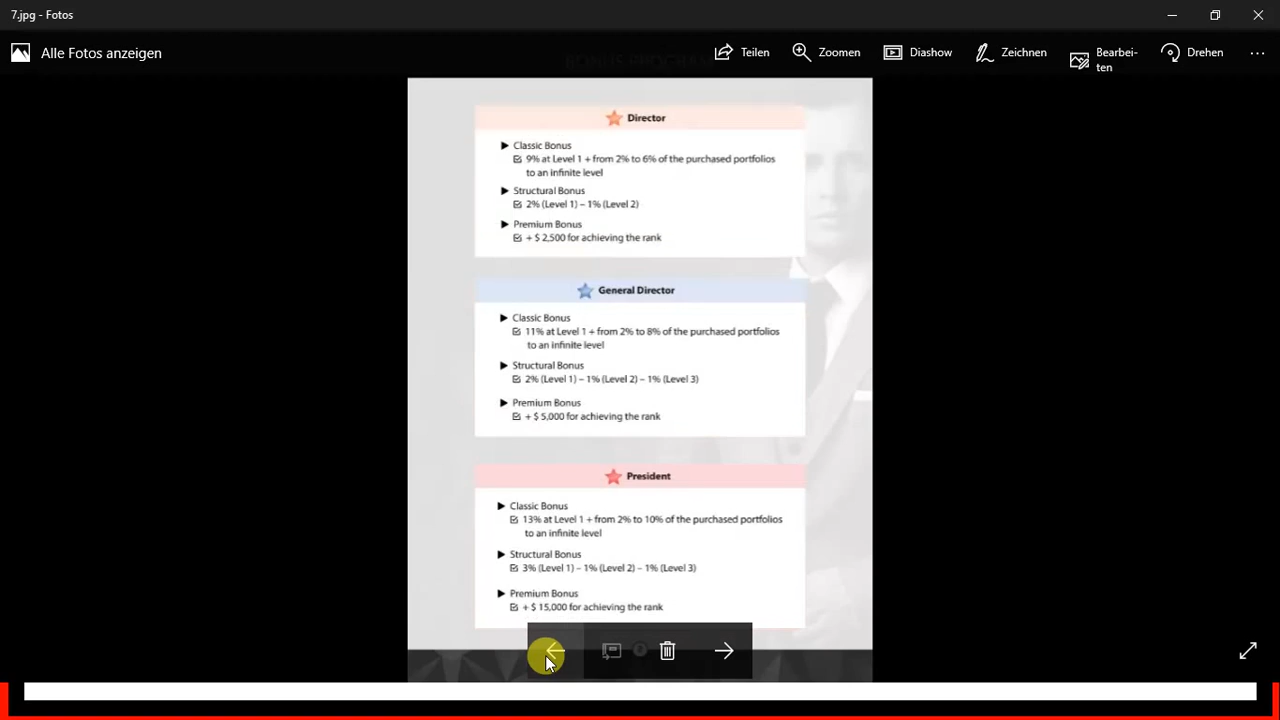 7.jpg - Fotos
Alle Fotos anzeigen
Teilen
Zoomen
Diashow
Zeichnen
Bearbei-
ten
Drehen
Director
Classic Bonus
9% at Level 1 + from 2% to 6% of the purchased portfolios
to an infinite level
Structural Bonus
2% (Level 1) – 1% (Level 2)
Premium Bonus
+ $ 2,500 for achieving the rank
General Director
Classic Bonus
11% at Level 1 + from 2% to 8% of the purchased portfolios
to an infinite level
Structural Bonus
2% (Level 1) – 1% (Level 2) – 1% (Level 3)
Premium Bonus
+ $ 5,000 for achieving the rank
President
Classic Bonus
13% at Level 1 + from 2% to 10% of the purchased portfolios
to an infinite level
Structural Bonus
3% (Level 1) – 1% (Level 2) – 1% (Level 3)
Premium Bonus
+ $ 15,000 for achieving the rank